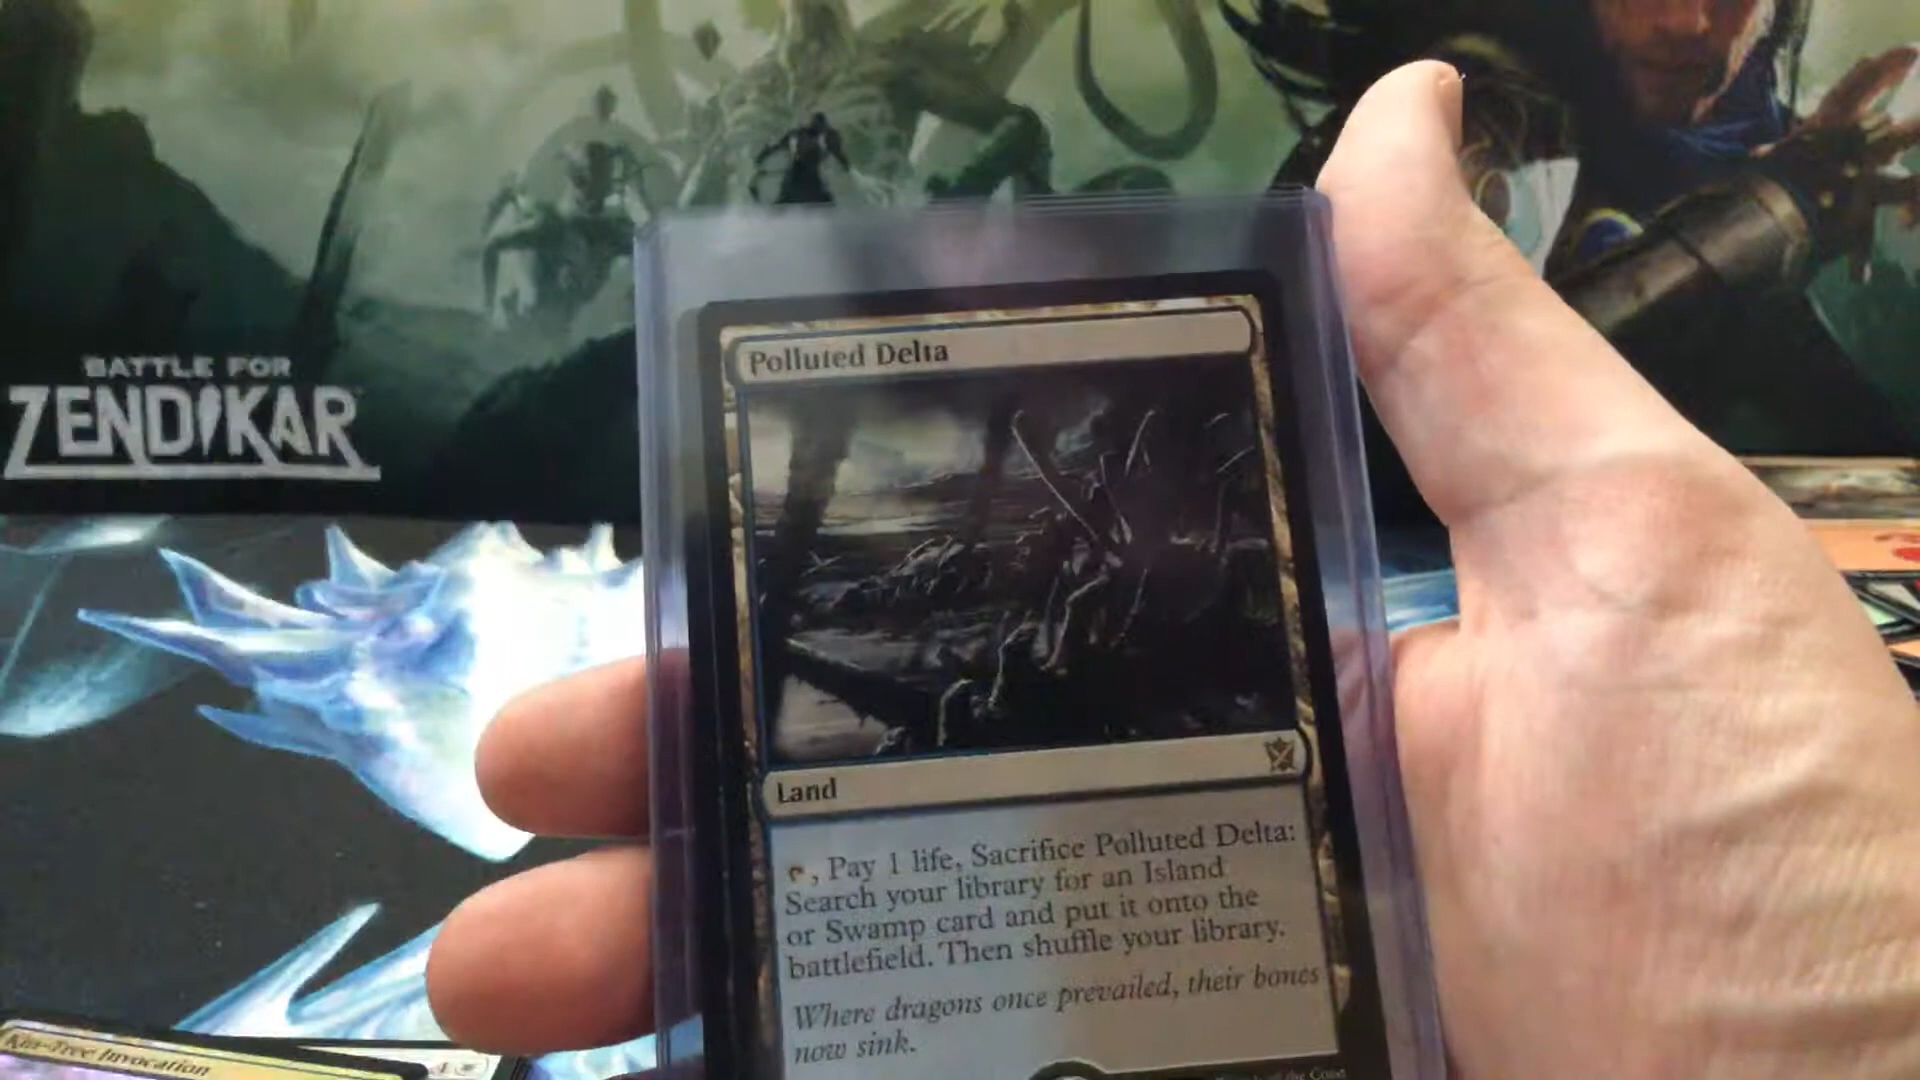 BATTLE FOR
ZENDIKAR
Polluted Delta
Land
, Pay 1 life, Sacrifice Polluted Delta:
Search your library for an Island
or Swamp card and put it onto the
battlefield. Then shuffle your library.
Where dragons once prevailed, their bones
now sink.
Kin-Tree Invocation